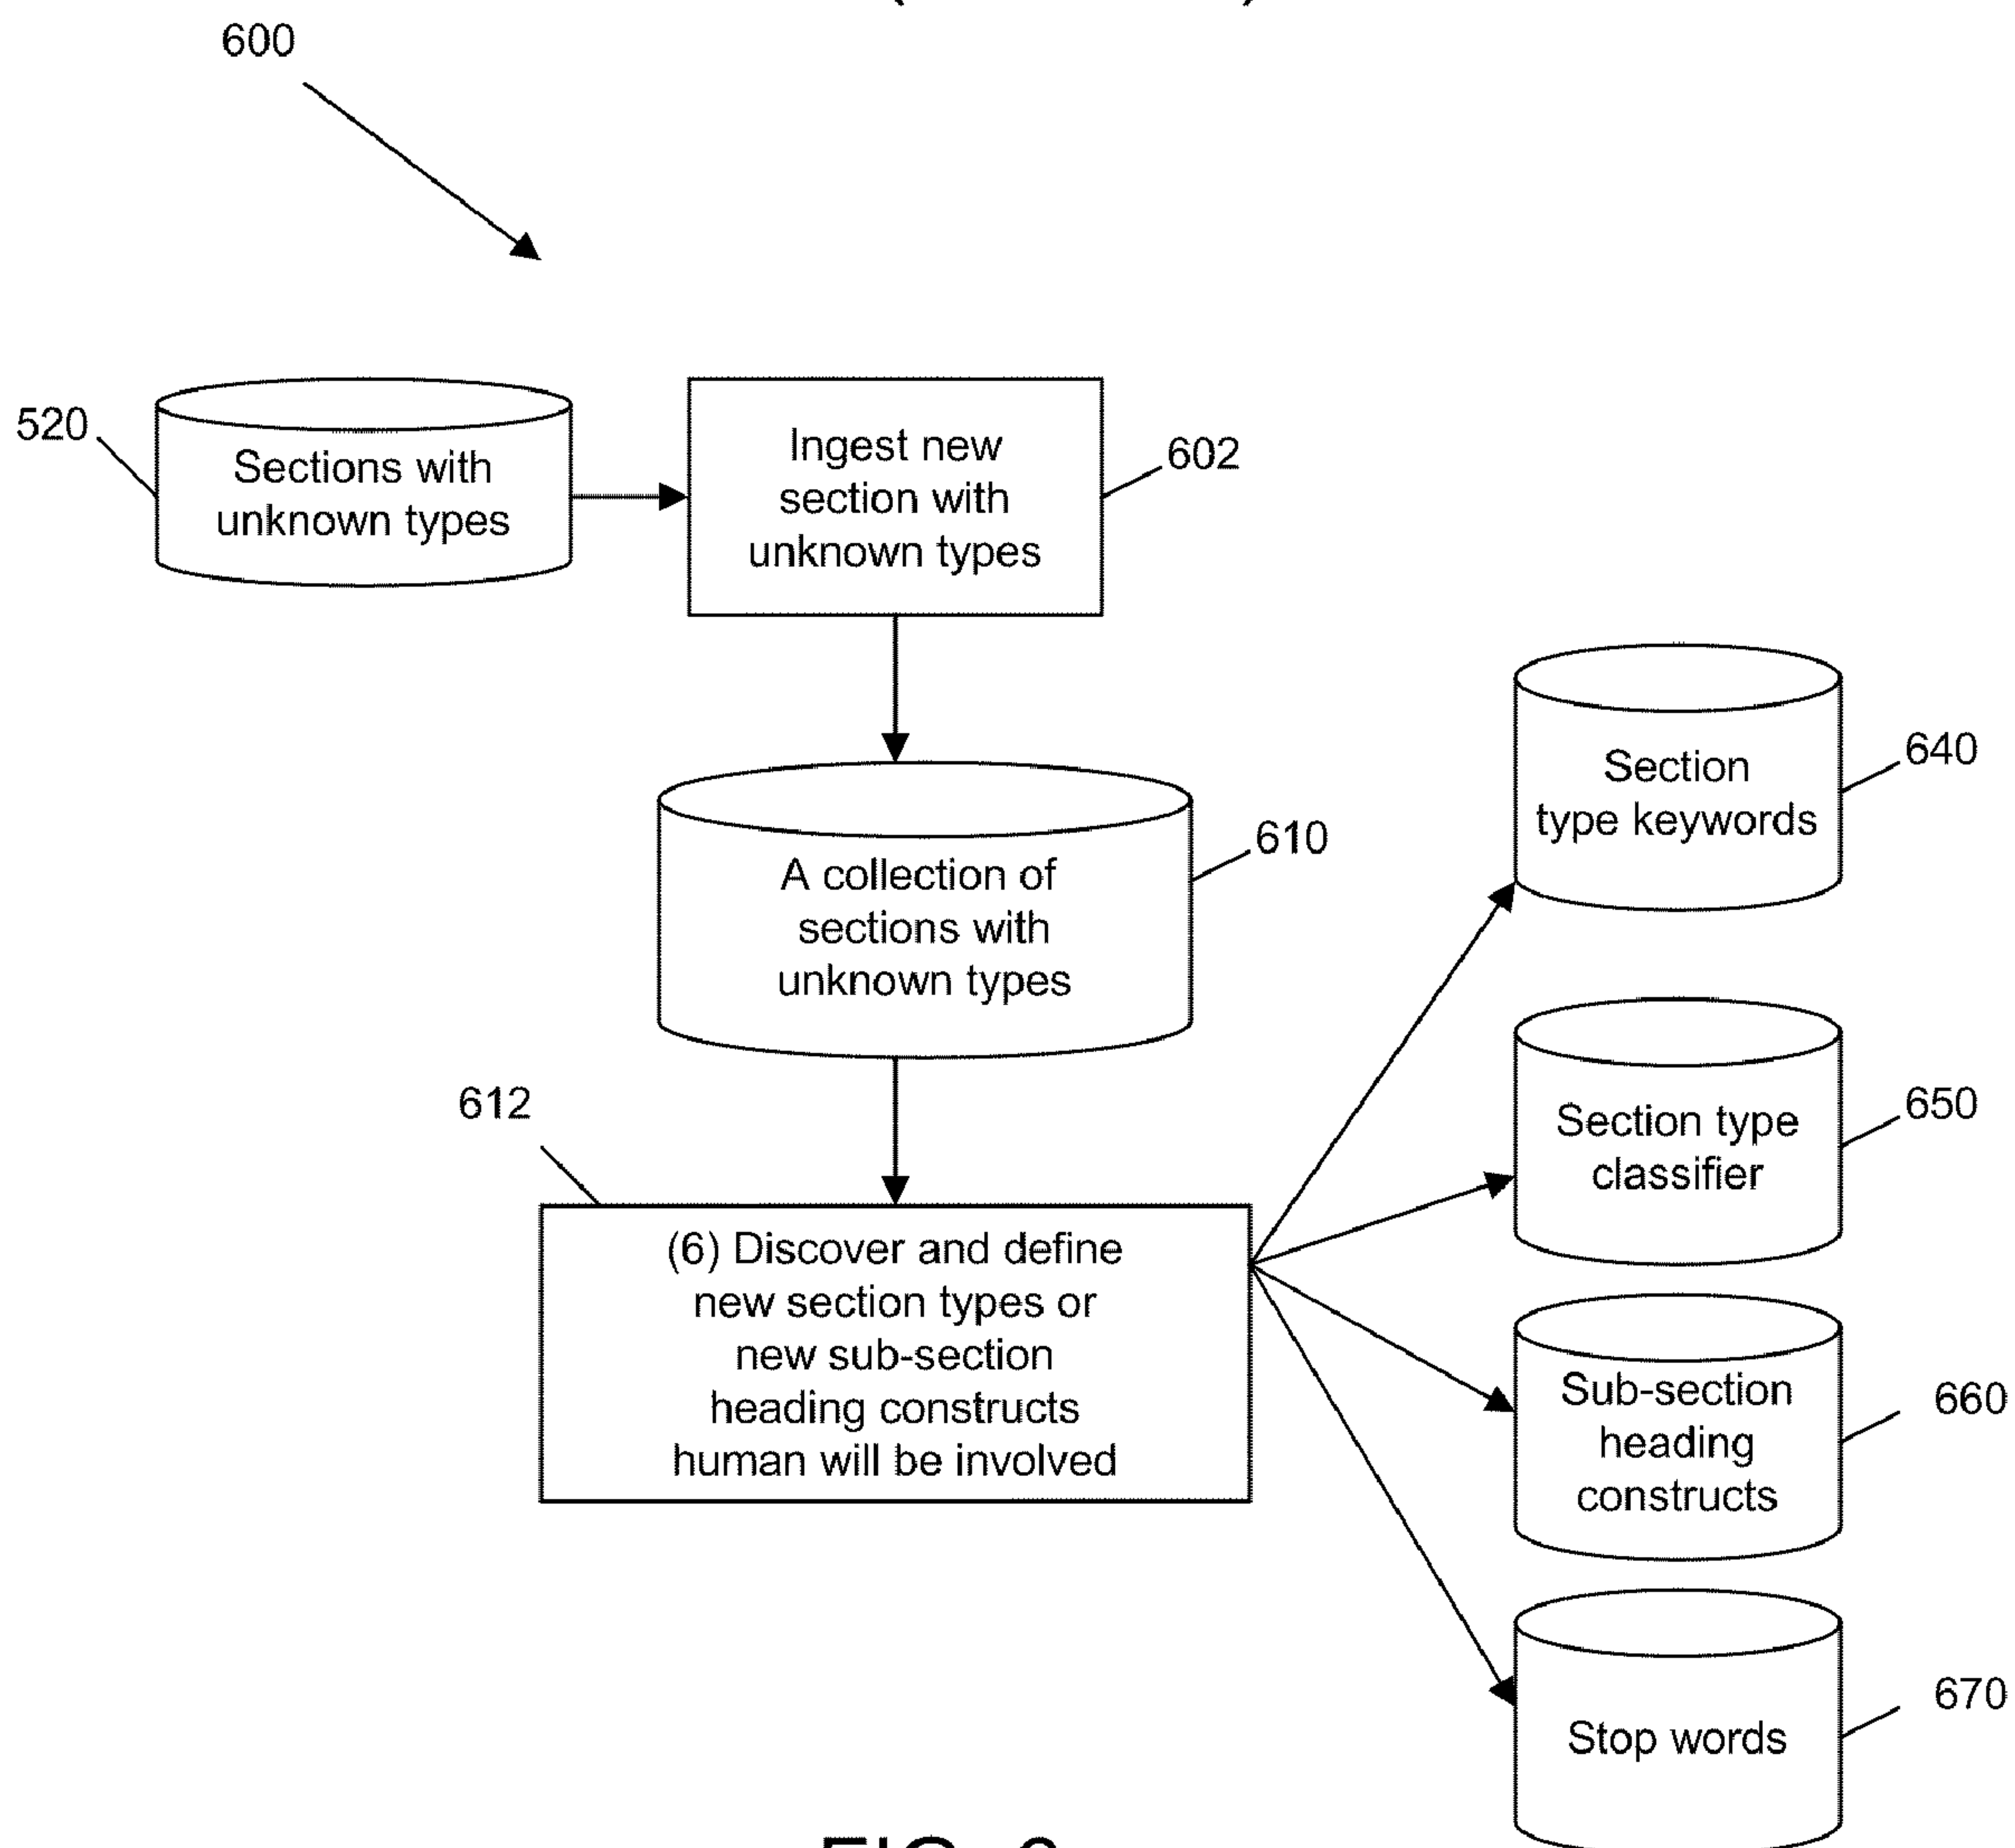 600
520
Sections with
unknown types
Ingest new
section with
unknown types
602
A collection of
sections with
unknown types
610
612
(6) Discover and define
new section types or
new sub-section
heading constructs
human will be involved
Section
type keywords
640
Section type
classifier
650
Sub-section
heading
constructs
660
Stop words
670